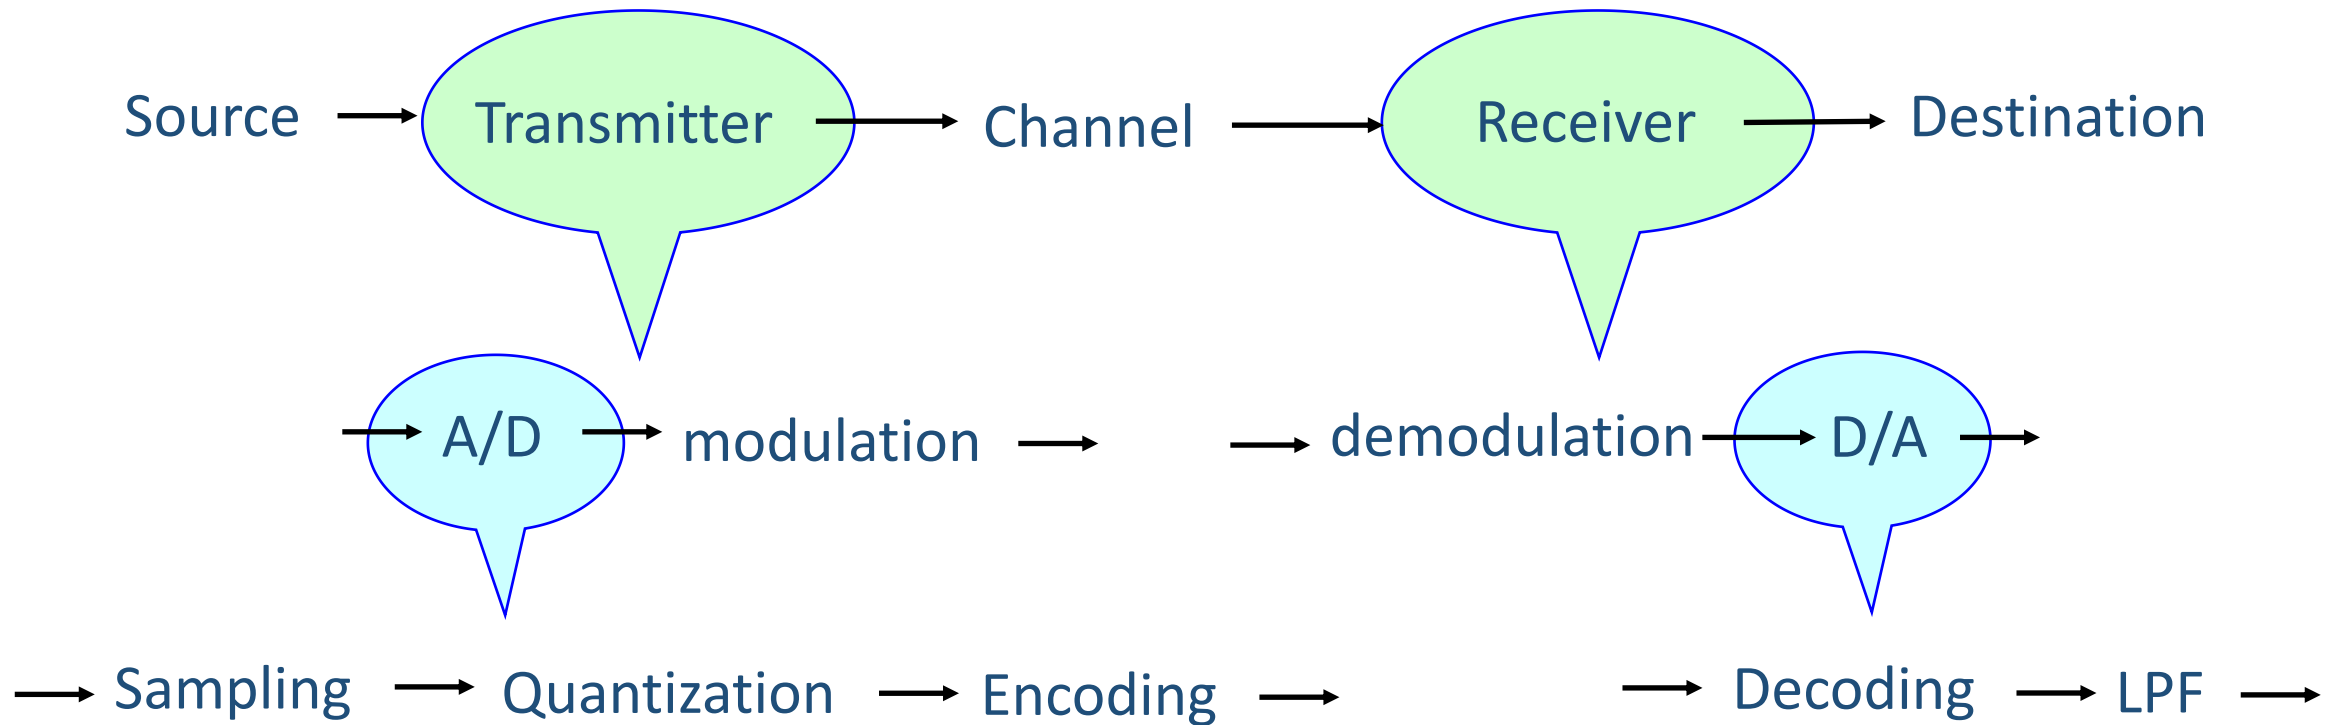 Source Transmitter Channel Receiver Destination
A/D modulation demodulation D/A
Sampling Quantization Encoding Decoding LPF